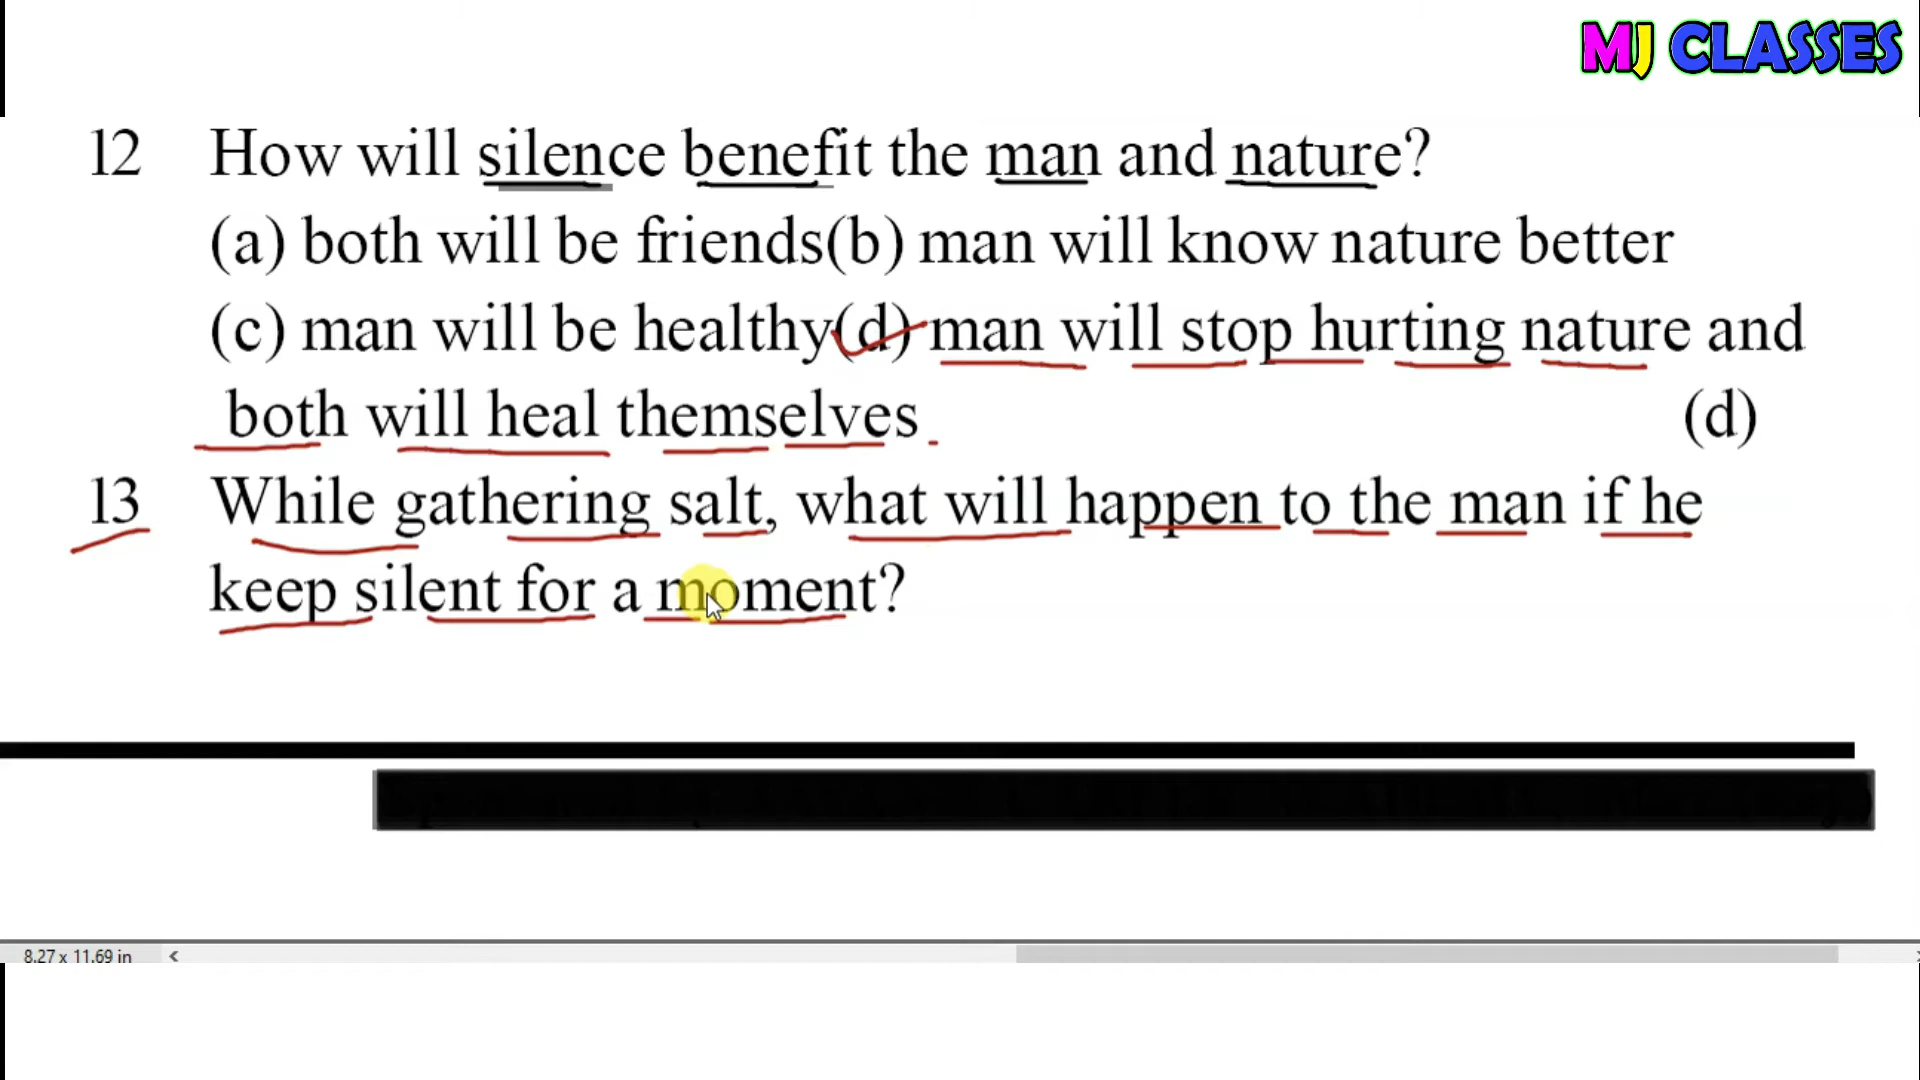 MJ CLASSES
12 How will silence benefit the man and nature?
(a) both will be friends(b) man will know nature better
(c) man will be healthy(d) man will stop hurting nature and
both will heal themselves (d)
13 While gathering salt, what will happen to the man if he
keep silent for a moment?
8.27 x 11.69 in